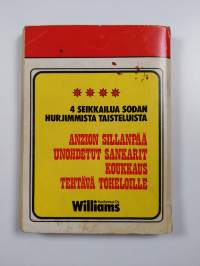 4 SEIKKAILUA SODAN
HURJIMMISTA TAISTELUISTA
ANZION SILLANPÄÄ
UNOHDETUT SANKARIT
KOUKKAUS
TEHTÄVÄ TOHELOILLE
Kustannus Oy
Williams